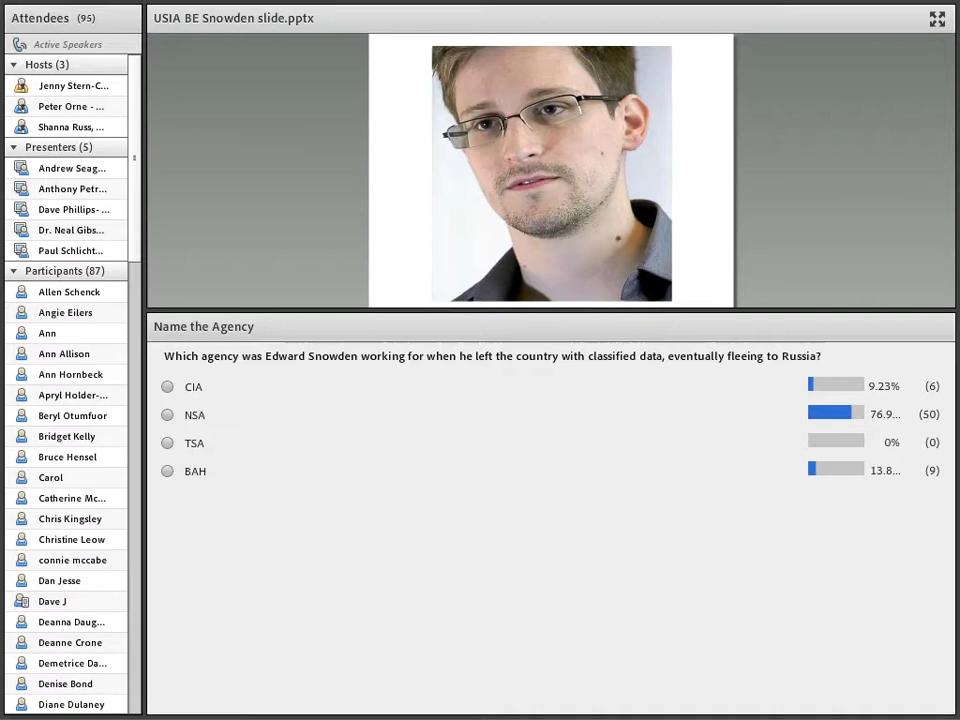 Attendees (95)
Active Speakers
Hosts (3)
Jenny Stern-C...
Peter Orne - ...
Shanna Russ, ...
Presenters (5)
Andrew Seag...
Anthony Petr...
Dave Phillips- ...
Dr. Neal Gibs...
Paul Schlicht...
Participants (87)
Allen Schenck
Angie Eilers
Ann
Ann Allison
Ann Hornbeck
Apryl Holder-...
Beryl Otumfuor
Bridget Kelly
Bruce Hensel
Carol
Catherine Mc...
Chris Kingsley
Christine Leow
connie mccabe
Dan Jesse
Dave J
Deanna Daug...
Deanne Crone
Demetrice Da...
Denise Bond
Diane Dulaney
USIA BE Snowden slide.pptx
Name the Agency
Which agency was Edward Snowden working for when he left the country with classified data, eventually fleeing to Russia?
CIA 9.23% (6)
NSA 76.9... (50)
TSA 0% (0)
BAH 13.8... (9)